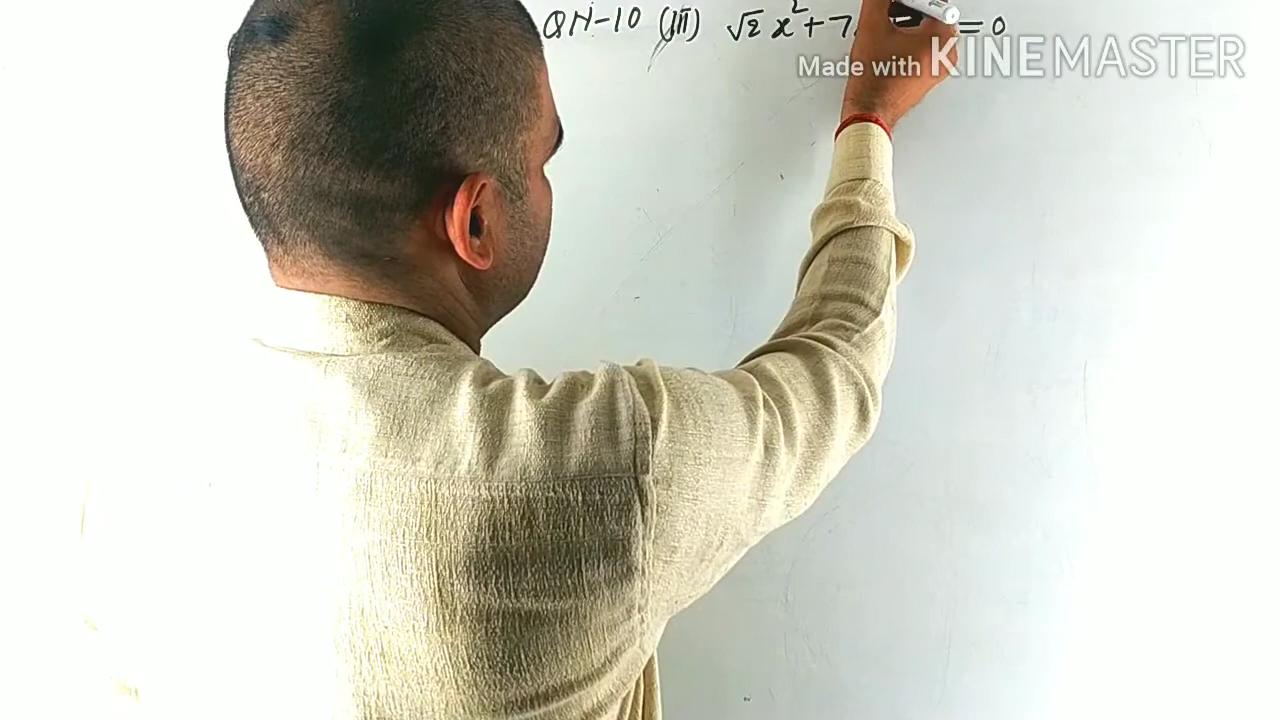 QN-10 (III) √2 x² + 7 = 0
Made with KINEMASTER